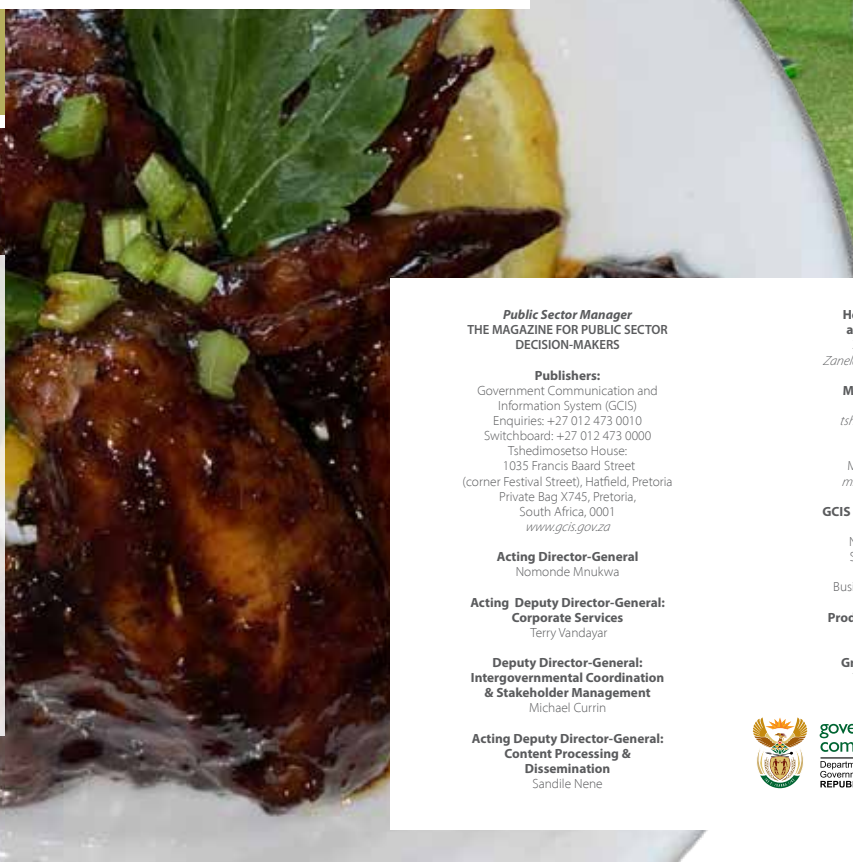 Public Sector Manager
THE MAGAZINE FOR PUBLIC SECTOR
DECISION-MAKERS
Publishers:
Government Communication and
Information System (GCIS)
Enquiries: +27 012 473 0010
Switchboard: +27 012 473 0000
Tshedimosetso House:
1035 Francis Baard Street
(corner Festival Street), Hatfield, Pretoria
Private Bag X745, Pretoria,
South Africa, 0001
www.gcis.gov.za
Acting Director-General
Nomonde Mnukwa
Acting Deputy Director-General:
Corporate Services
Terry Vandayar
Deputy Director-General:
Intergovernmental Coordination
& Stakeholder Management
Michael Currin
Acting Deputy Director-General:
Content Processing &
Dissemination
Sandile Nene
GCIS